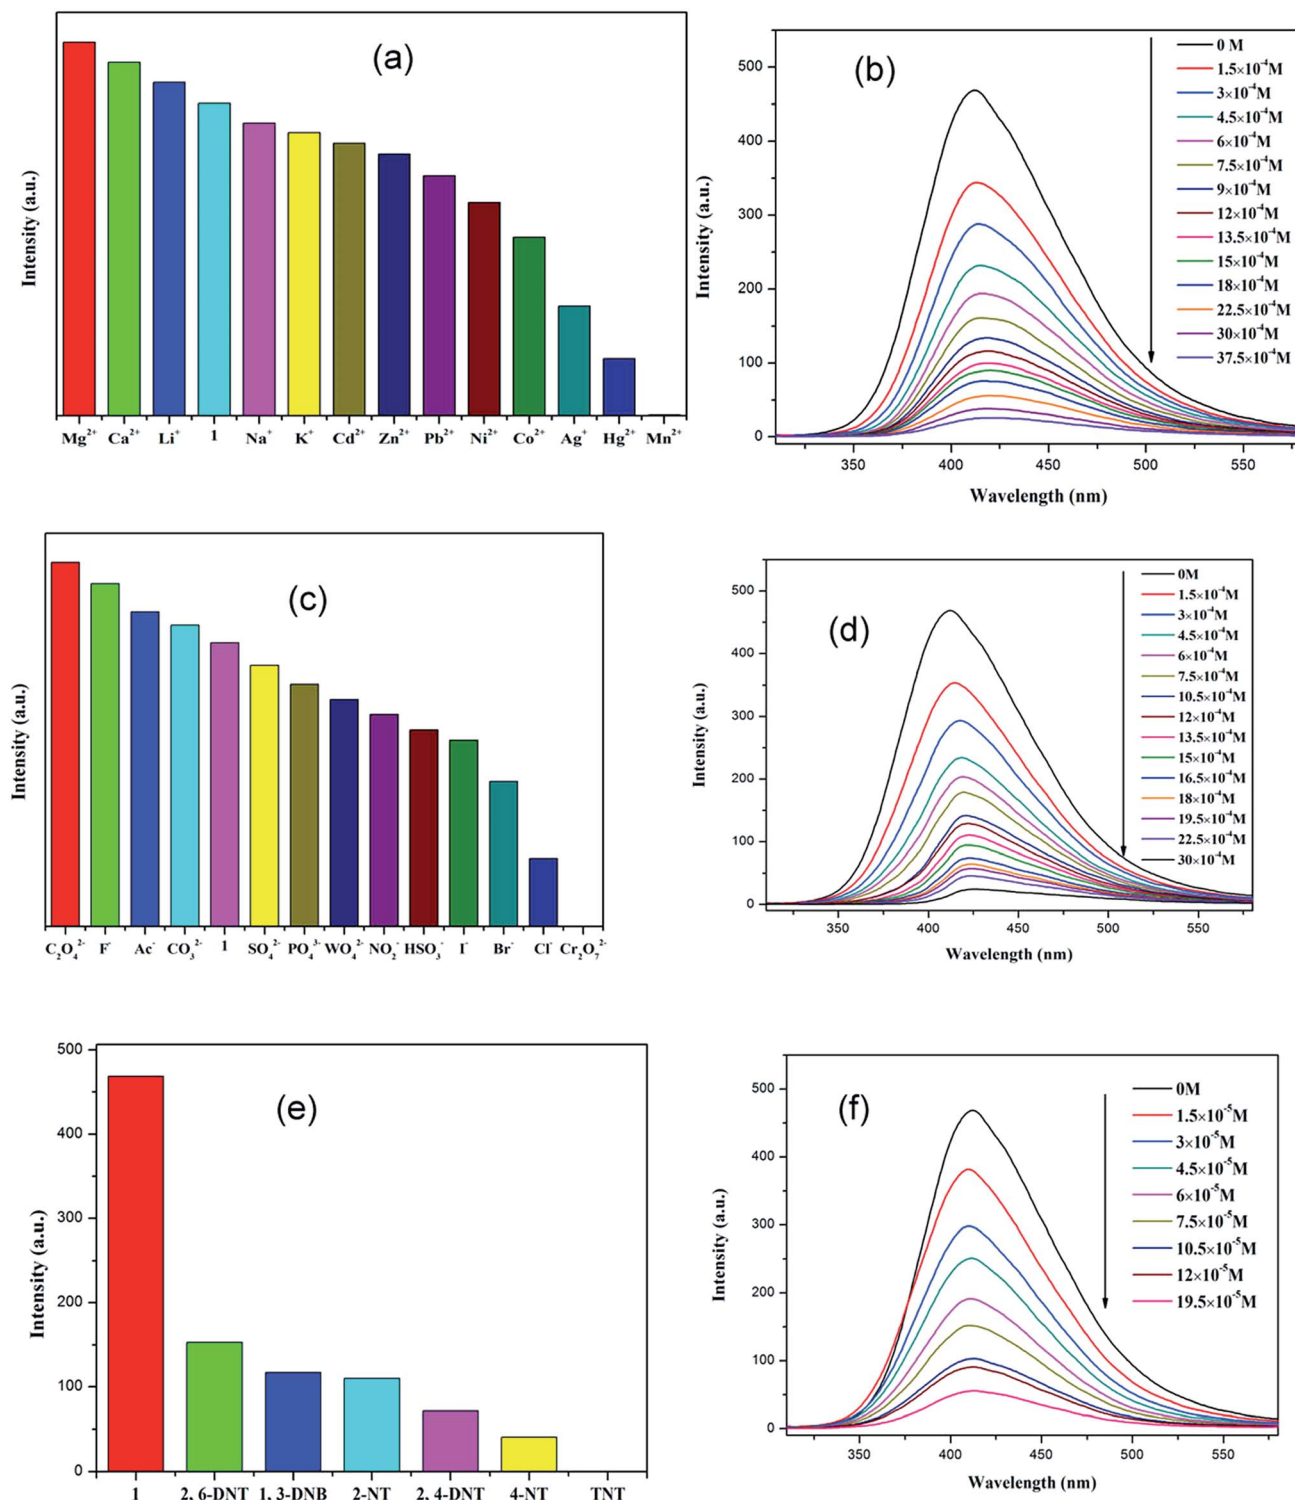 (a)
Intensity (a.u.)
Mg²⁺ Ca²⁺ Li⁺ 1 Na⁺ K⁺ Cd²⁺ Zn²⁺ Pb²⁺ Ni²⁺ Co²⁺ Ag⁺ Hg²⁺ Mn²⁺
(b)
Intensity (a.u.)
500
400
300
200
100
0
350 400 450 500 550
Wavelength (nm)
0 M
1.5×10⁻⁴M
3×10⁻⁴M
4.5×10⁻⁴M
6×10⁻⁴M
7.5×10⁻⁴M
9×10⁻⁴M
12×10⁻⁴M
13.5×10⁻⁴M
15×10⁻⁴M
18×10⁻⁴M
22.5×10⁻⁴M
30×10⁻⁴M
37.5×10⁻⁴M
(c)
Intensity (a.u.)
C₂O₄²⁻ F⁻ Ac⁻ CO₃²⁻ 1 SO₄²⁻ PO₄³⁻ WO₄²⁻ NO₂⁻ HSO₃⁻ I⁻ Br⁻ Cl⁻ Cr₂O₇²⁻
(d)
Intensity (a.u.)
500
400
300
200
100
0
350 400 450 500 550
Wavelength (nm)
0M
1.5×10⁻⁴M
3×10⁻⁴M
4.5×10⁻⁴M
6×10⁻⁴M
7.5×10⁻⁴M
10.5×10⁻⁴M
12×10⁻⁴M
13.5×10⁻⁴M
15×10⁻⁴M
16.5×10⁻⁴M
18×10⁻⁴M
19.5×10⁻⁴M
22.5×10⁻⁴M
30×10⁻⁴M
(e)
Intensity (a.u.)
500
400
300
200
100
0
1 2, 6-DNT 1, 3-DNB 2-NT 2, 4-DNT 4-NT TNT
(f)
Intensity (a.u.)
500
400
300
200
100
0
350 400 450 500 550
Wavelength (nm)
0M
1.5×10⁻⁵M
3×10⁻⁵M
4.5×10⁻⁵M
6×10⁻⁵M
7.5×10⁻⁵M
10.5×10⁻⁵M
12×10⁻⁵M
19.5×10⁻⁵M